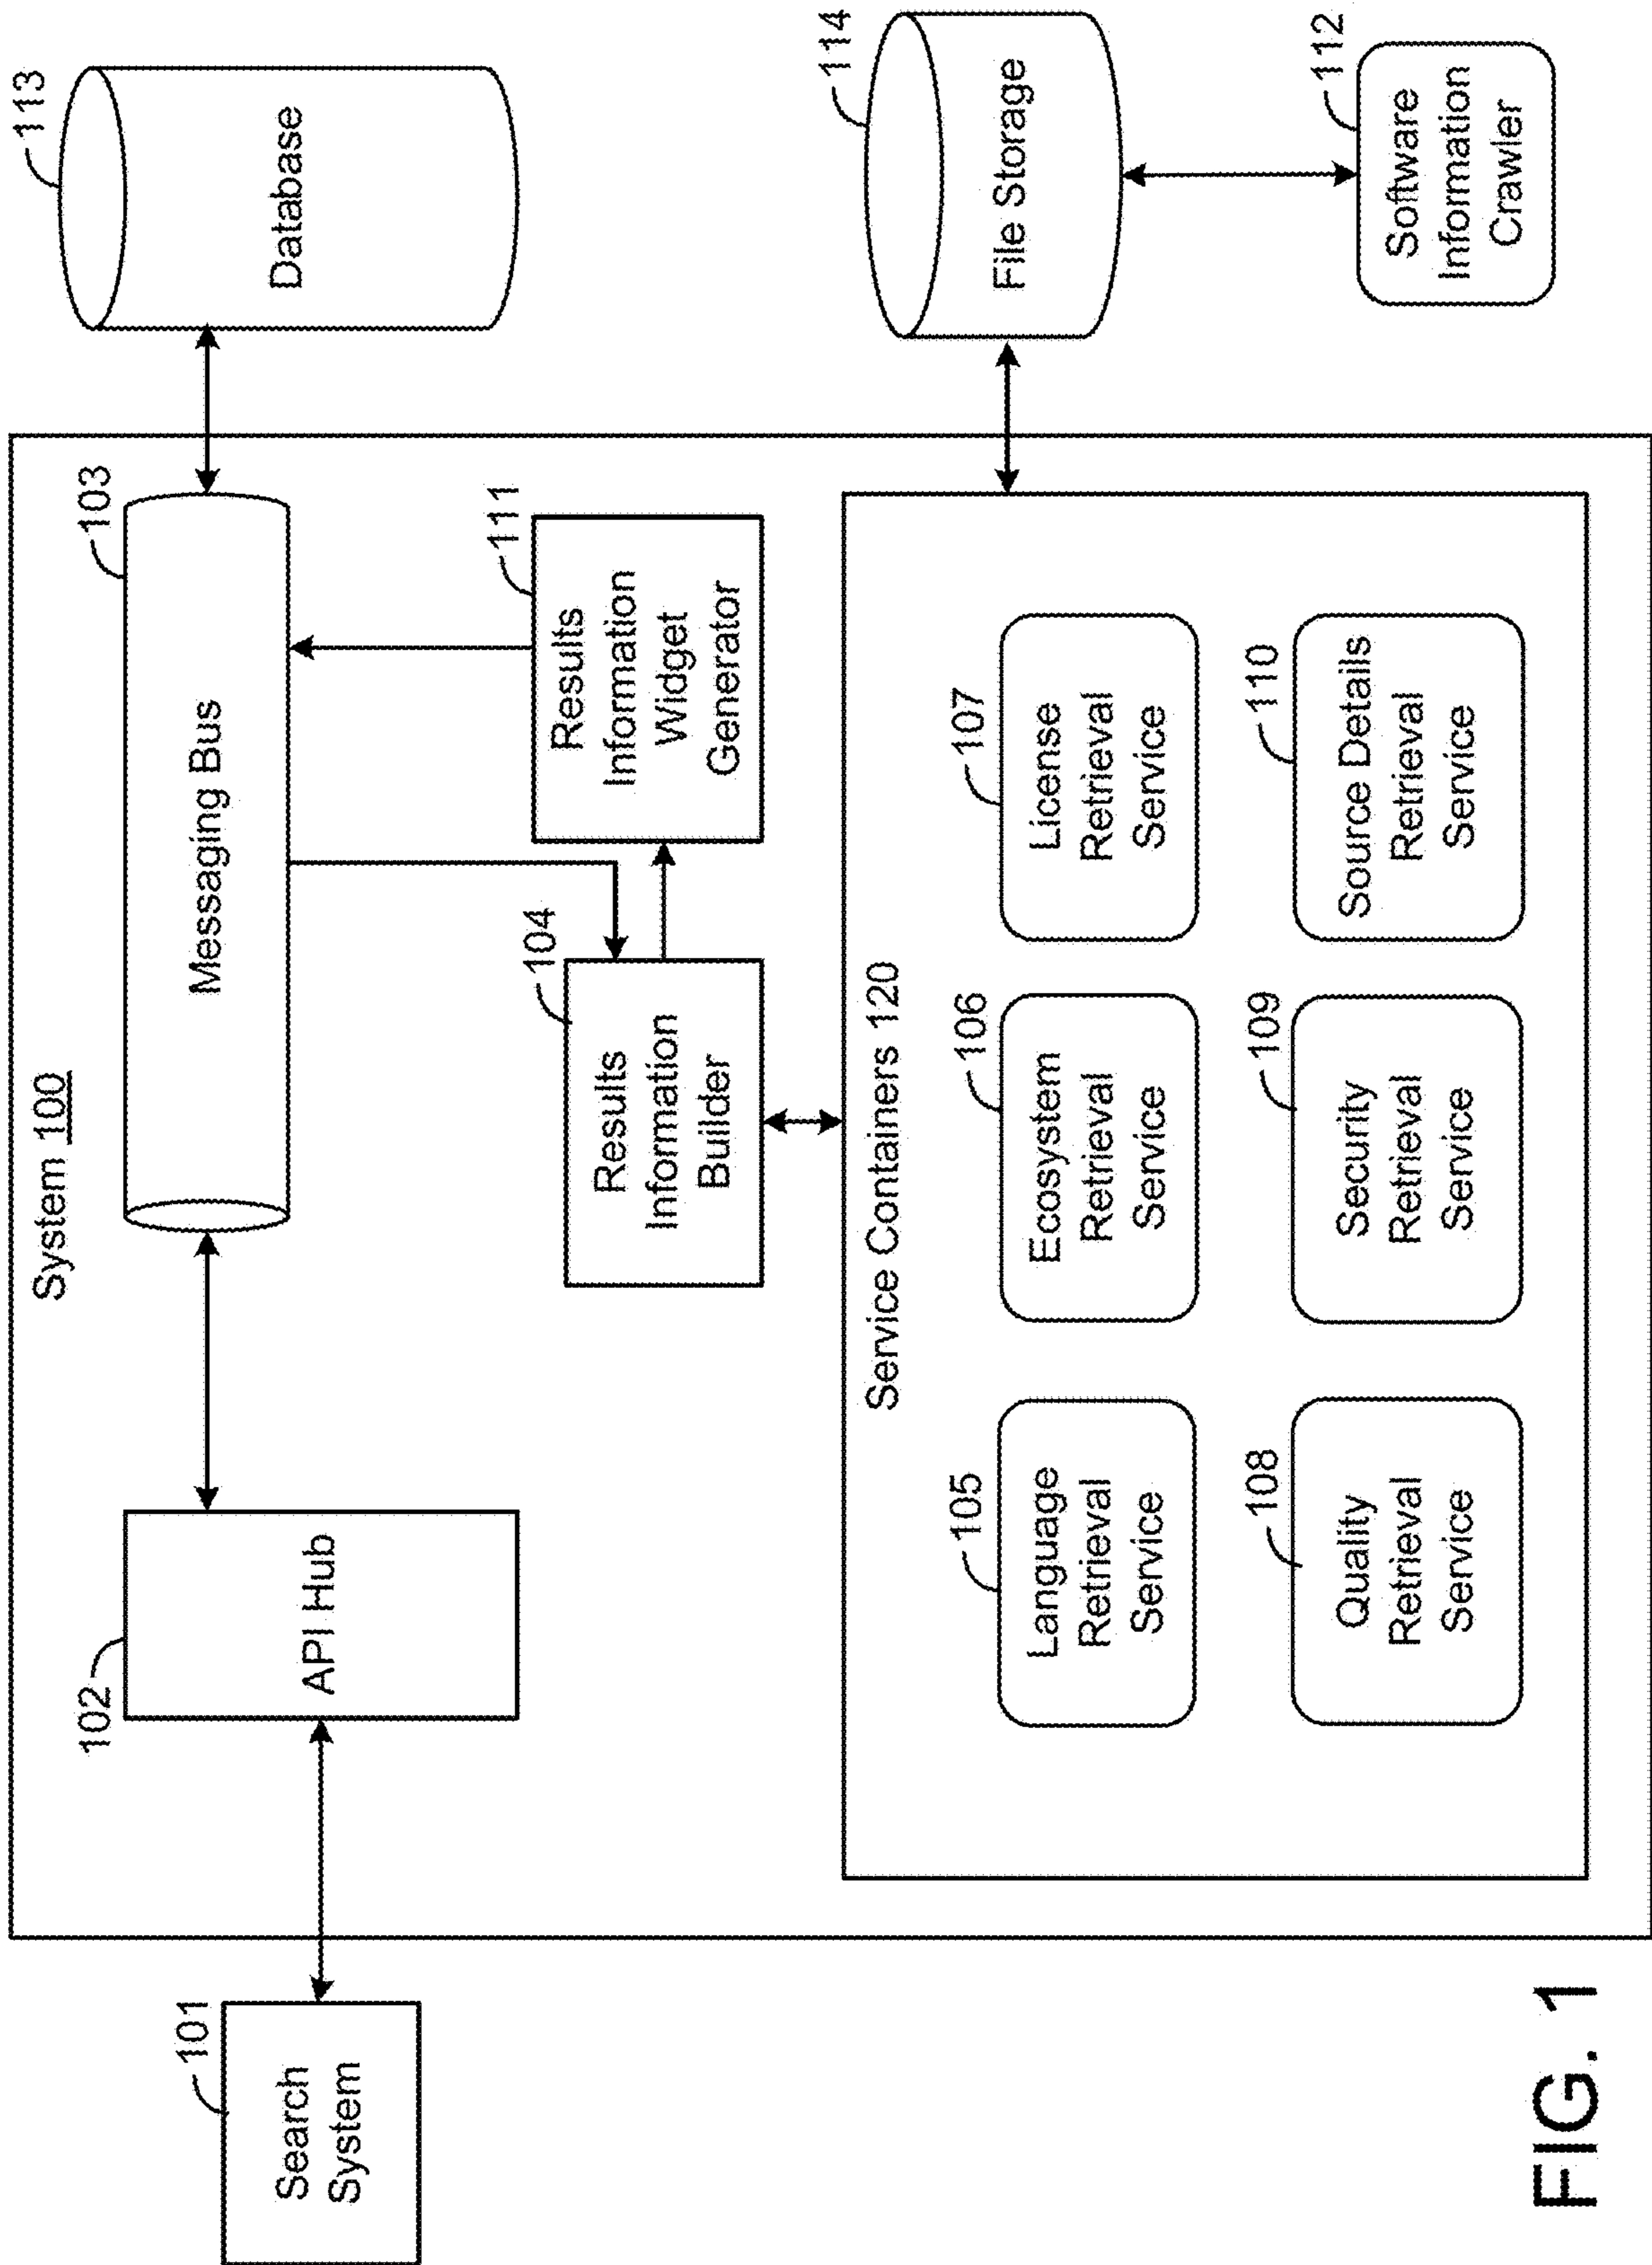 System 100
101
Search
System
102
API Hub
103
Messaging Bus
113
Database
104
Results
Information
Builder
111
Results
Information
Widget
Generator
Service Containers 120
105
Language
Retrieval
Service
106
Ecosystem
Retrieval
Service
107
License
Retrieval
Service
108
Quality
Retrieval
Service
109
Security
Retrieval
Service
110
Source Details
Retrieval
Service
114
File Storage
112
Software
Information
Crawler
FIG. 1